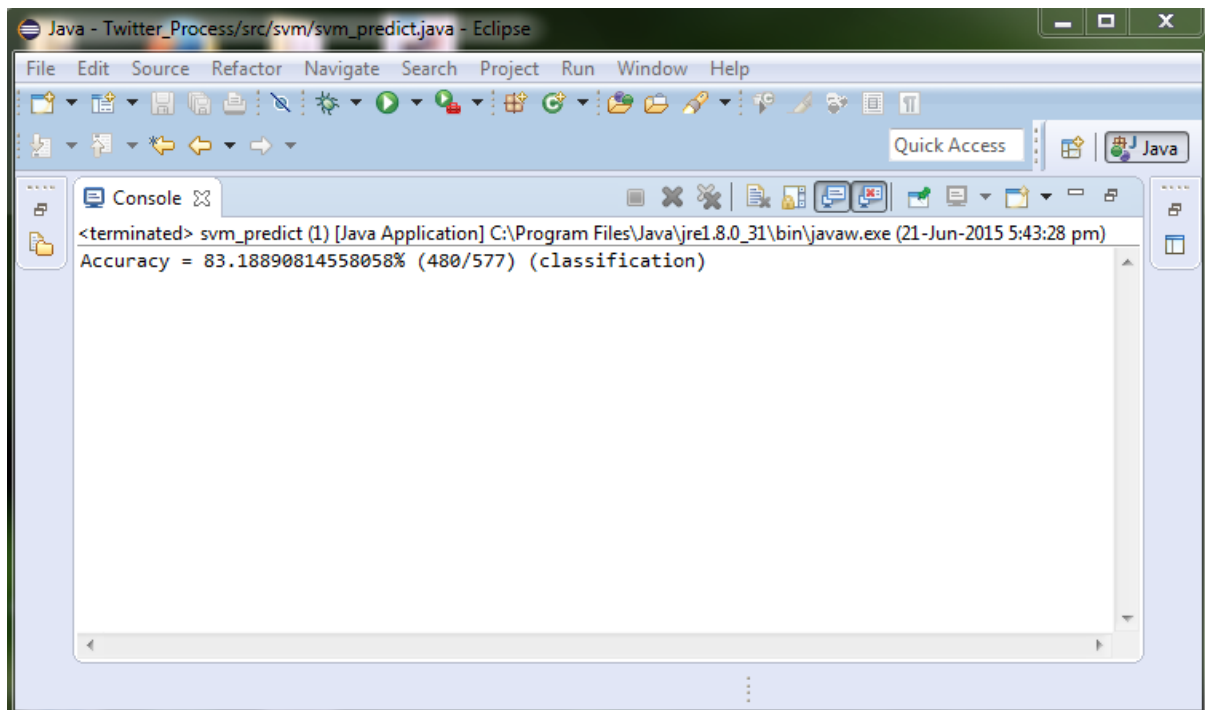 Java - Twitter_Process/src/svm/svm_predict.java - Eclipse
File Edit Source Refactor Navigate Search Project Run Window Help
Quick Access
Java
Console
<terminated> svm_predict (1) [Java Application] C:\Program Files\Java\jre1.8.0_31\bin\javaw.exe (21-Jun-2015 5:43:28 pm)
Accuracy = 83.18890814558058% (480/577) (classification)